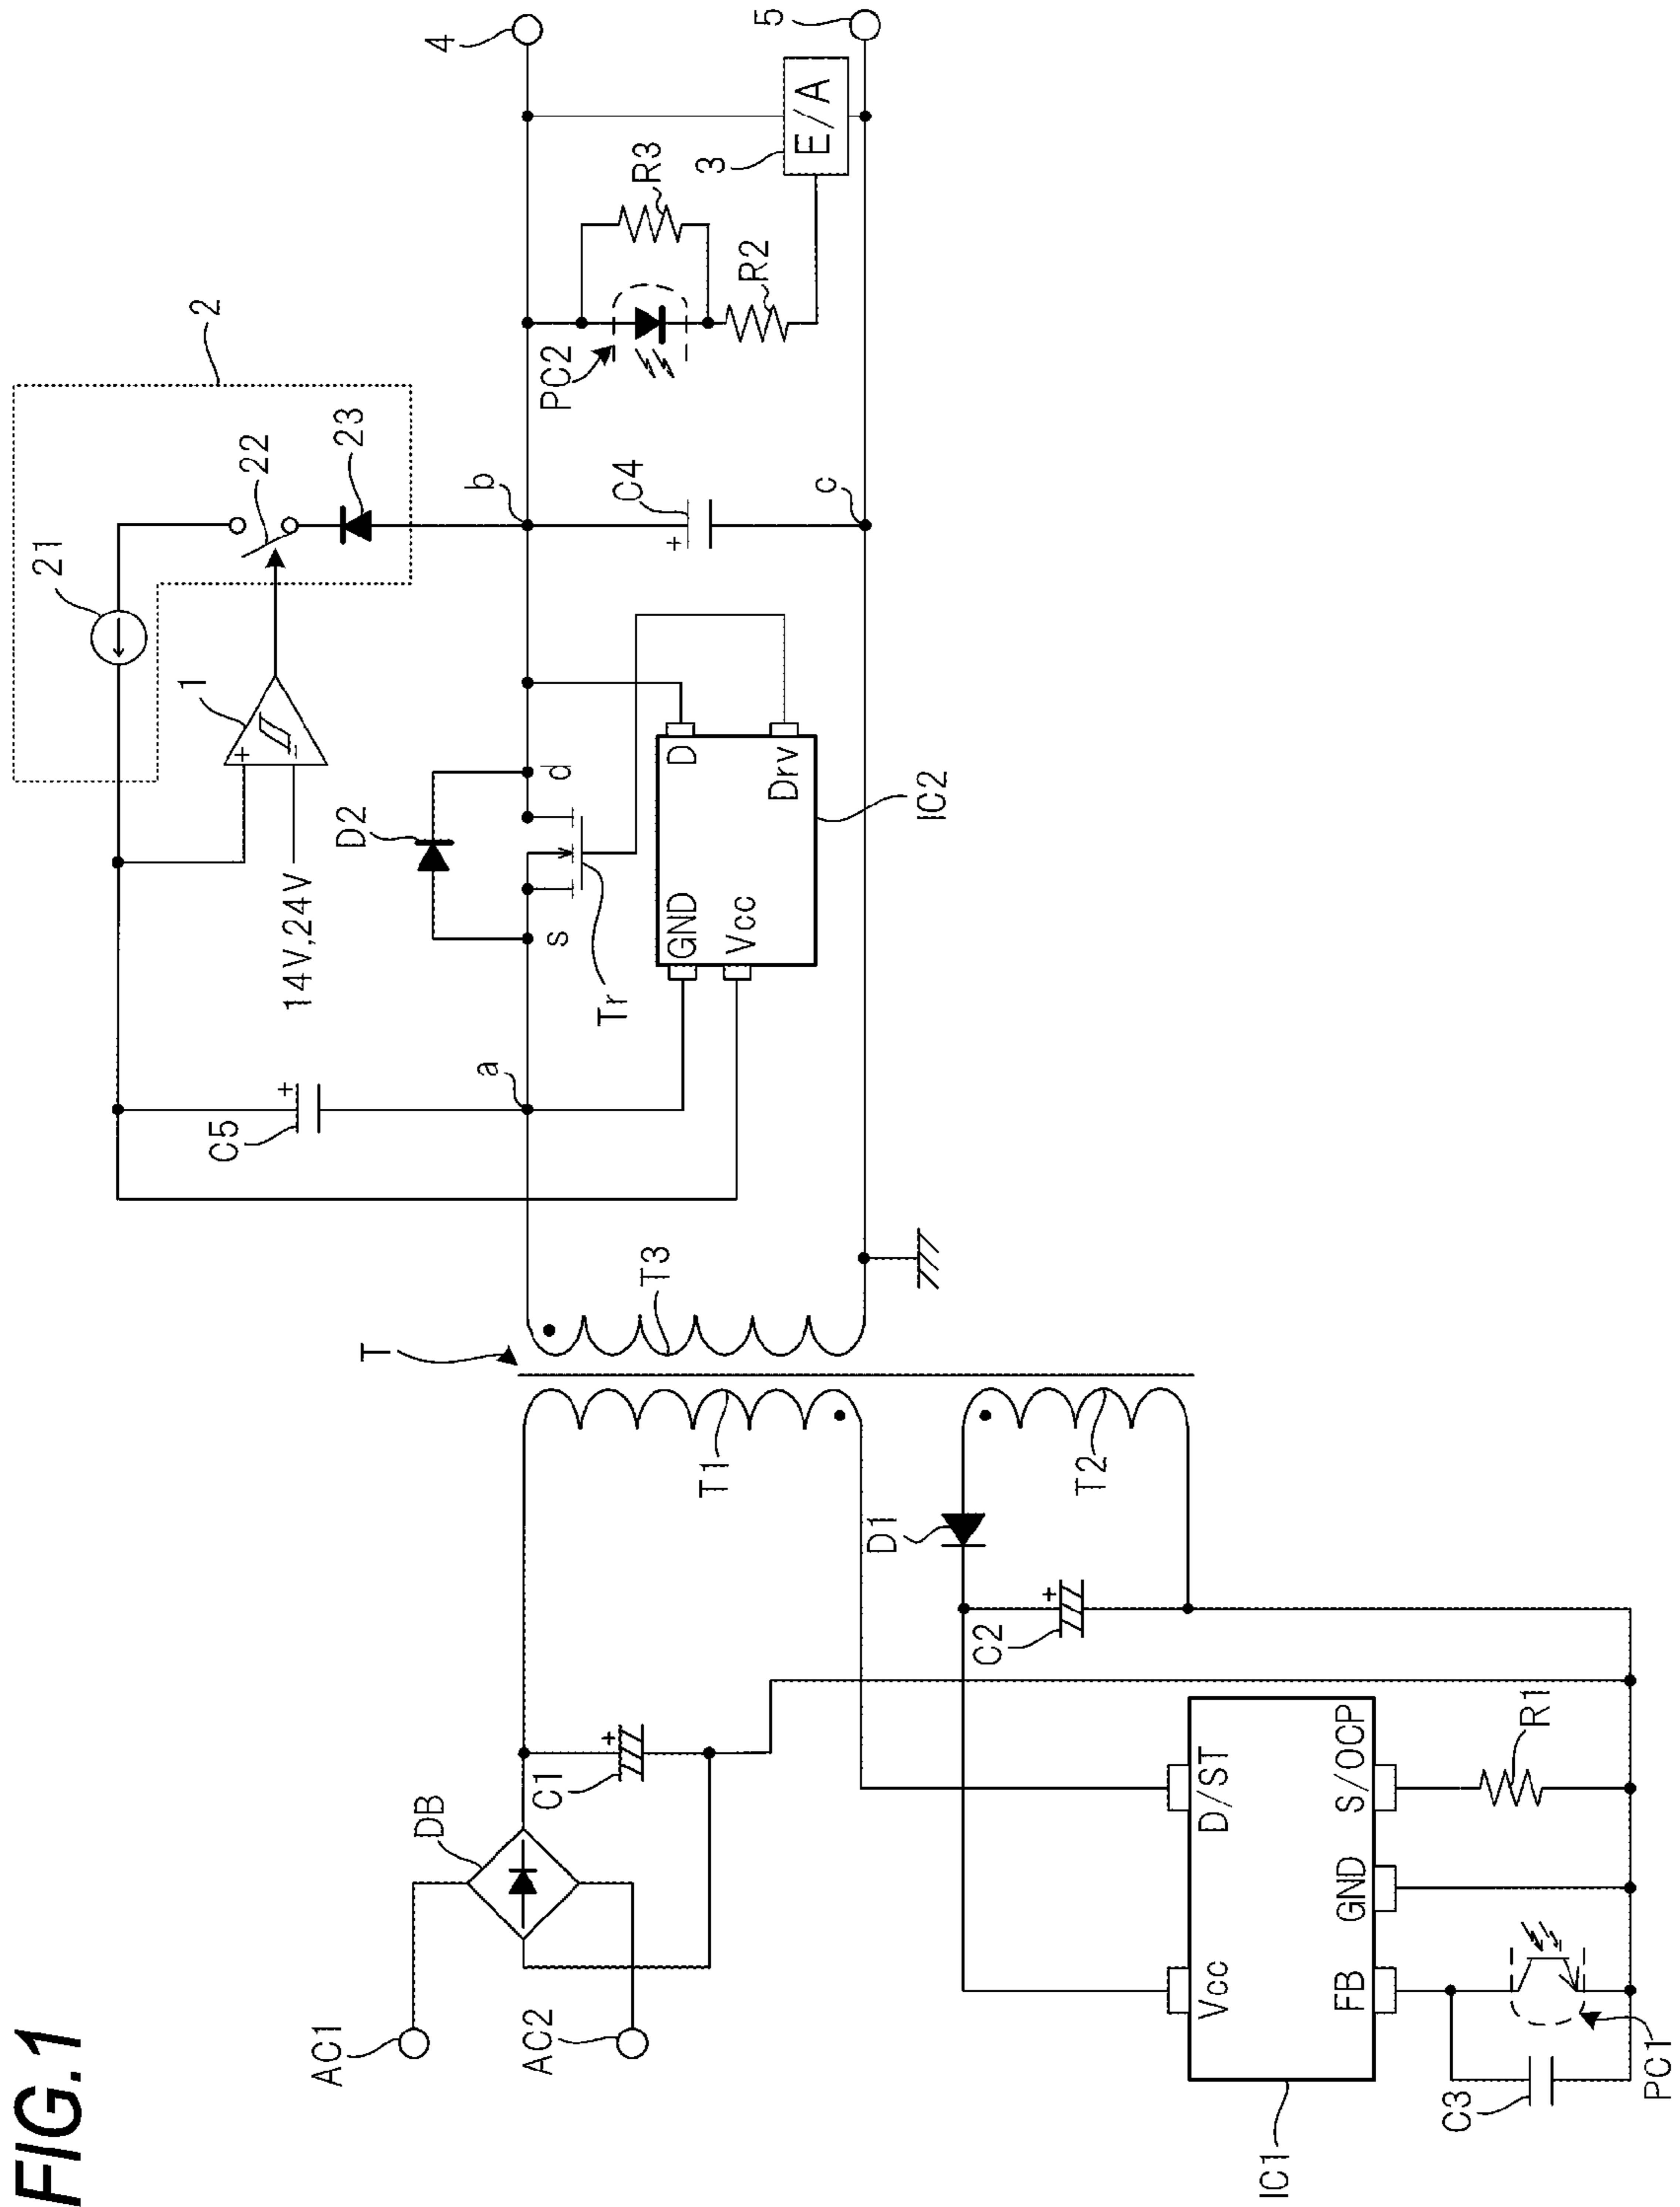 FIG.1
AC1
AC2
DB
C1
T
T1
T2
T3
D1
C2
IC1
Vcc
D/ST
FB
GND
S/OCP
R1
C3
PC1
C5
a
14V,24V
+
1
21
2
22
23
D2
s
d
Tr
GND
Vcc
D
Drv
IC2
b
C4
+
c
PC2
R3
R2
3
E/A
4
5
+
+
+